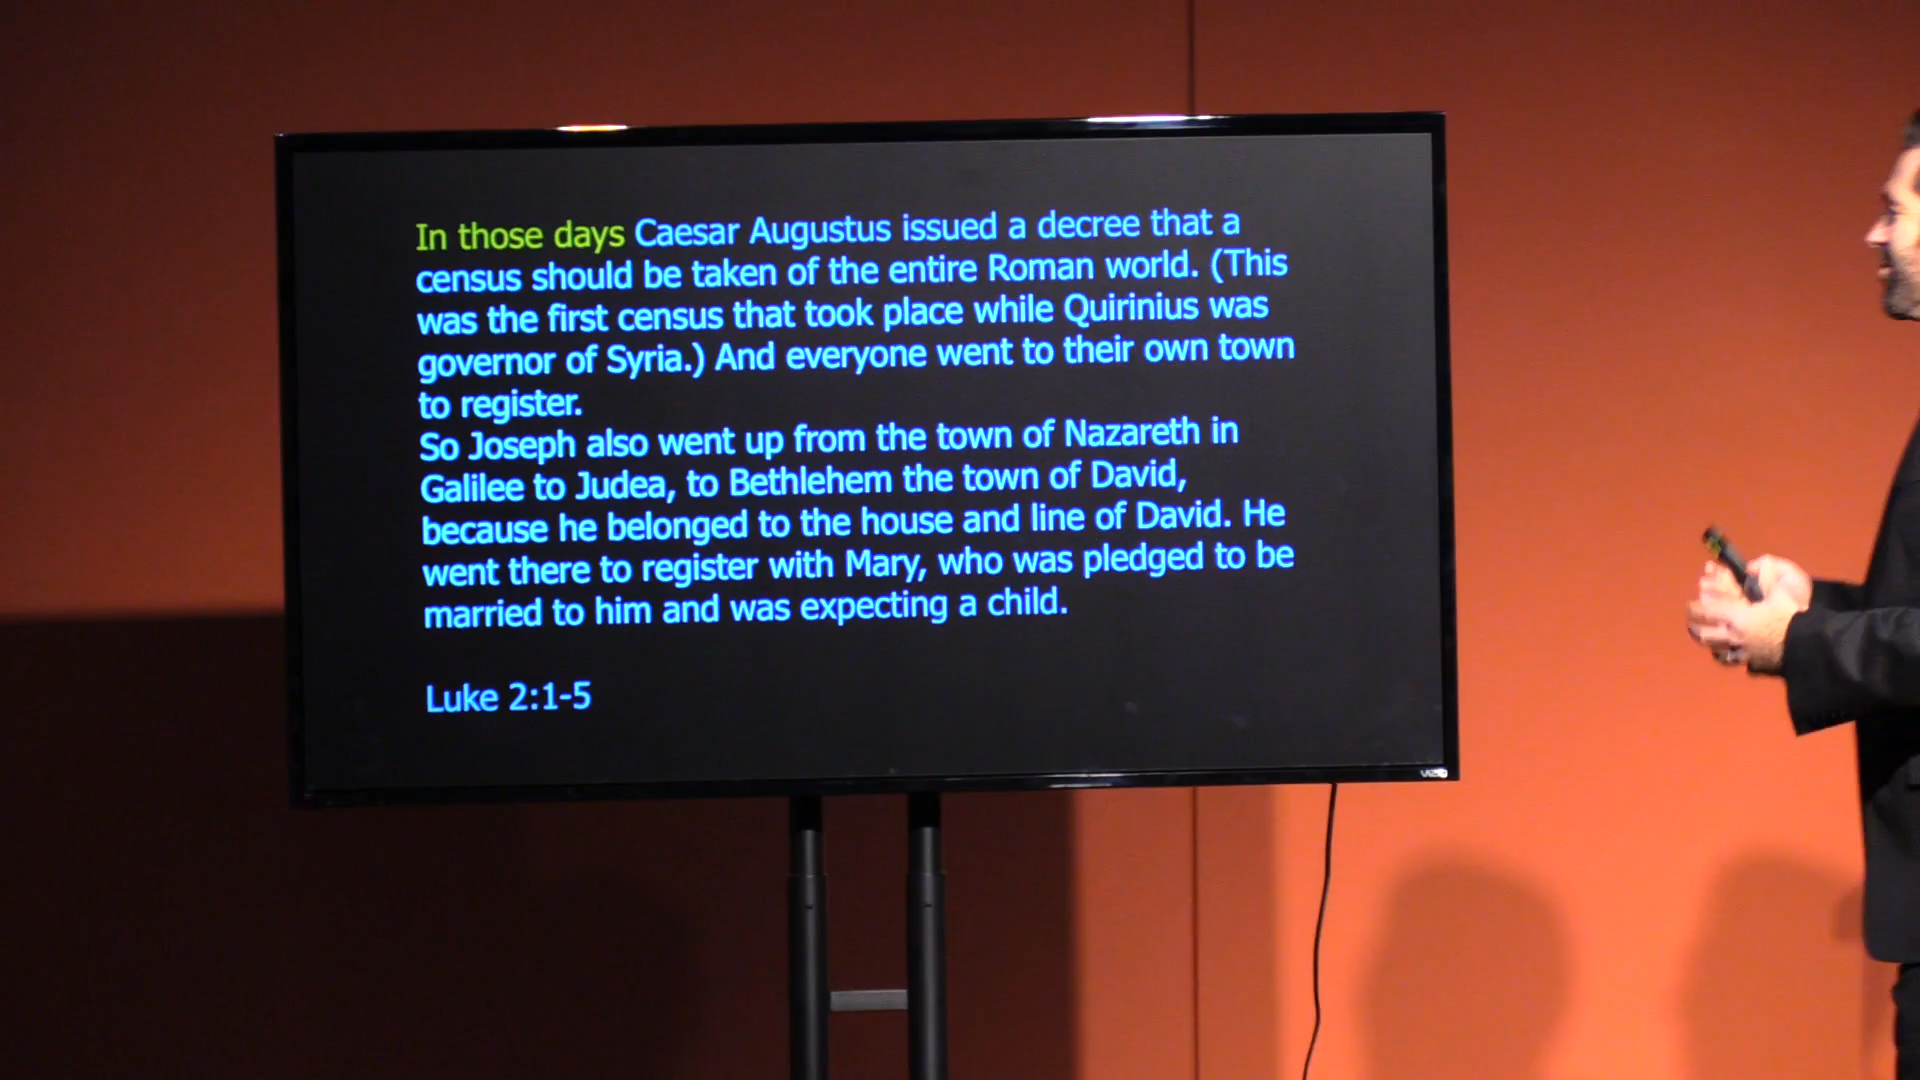 In those days Caesar Augustus issued a decree that a
census should be taken of the entire Roman world. (This
was the first census that took place while Quirinius was
governor of Syria.) And everyone went to their own town
to register.
So Joseph also went up from the town of Nazareth in
Galilee to Judea, to Bethlehem the town of David,
because he belonged to the house and line of David. He
went there to register with Mary, who was pledged to be
married to him and was expecting a child.
Luke 2:1-5
VIZIO